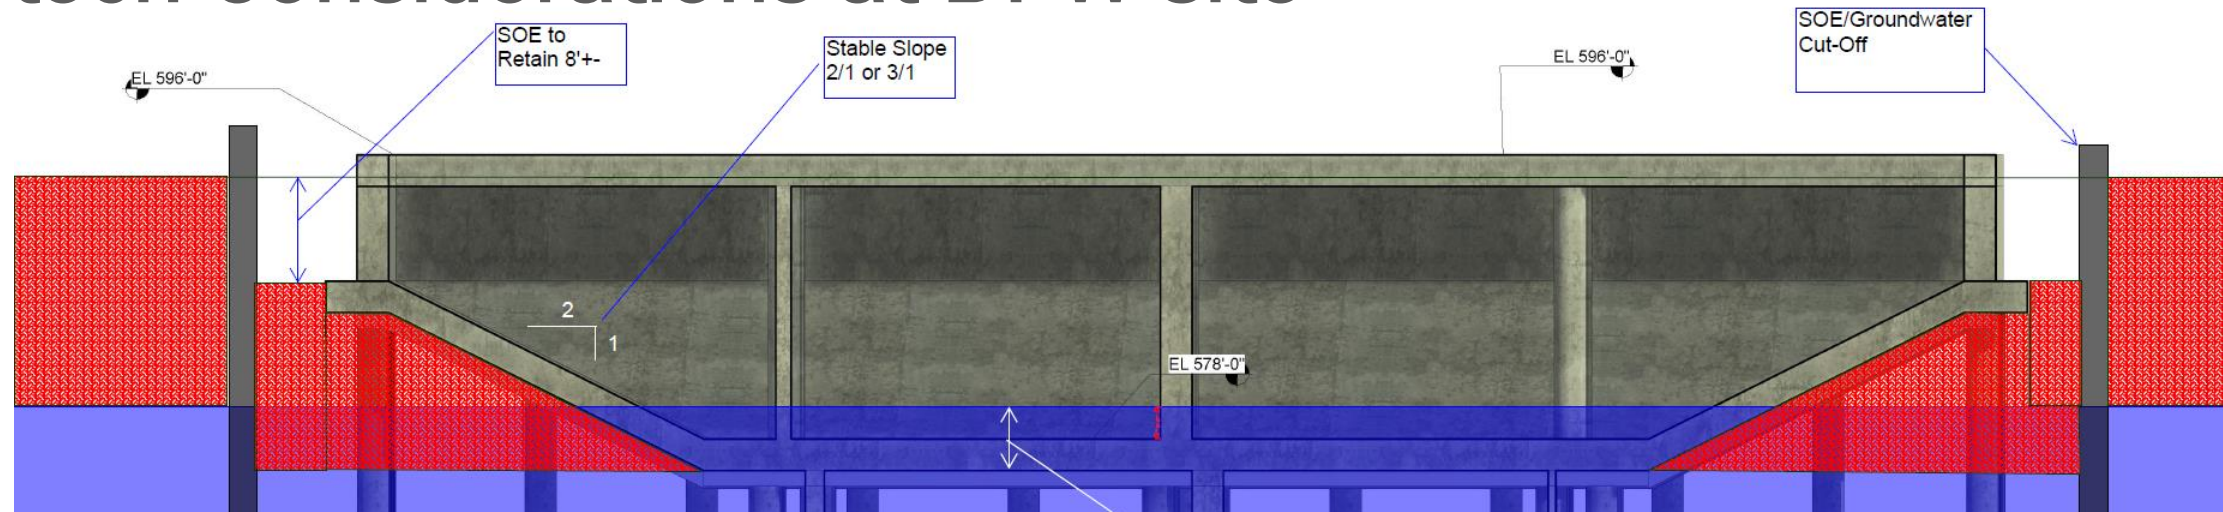 SOE to
Retain 8'+-
Stable Slope
2/1 or 3/1
SOE/Groundwater
Cut-Off
EL 596'-0"
EL 596'-0"
2
1
EL 578'-0"